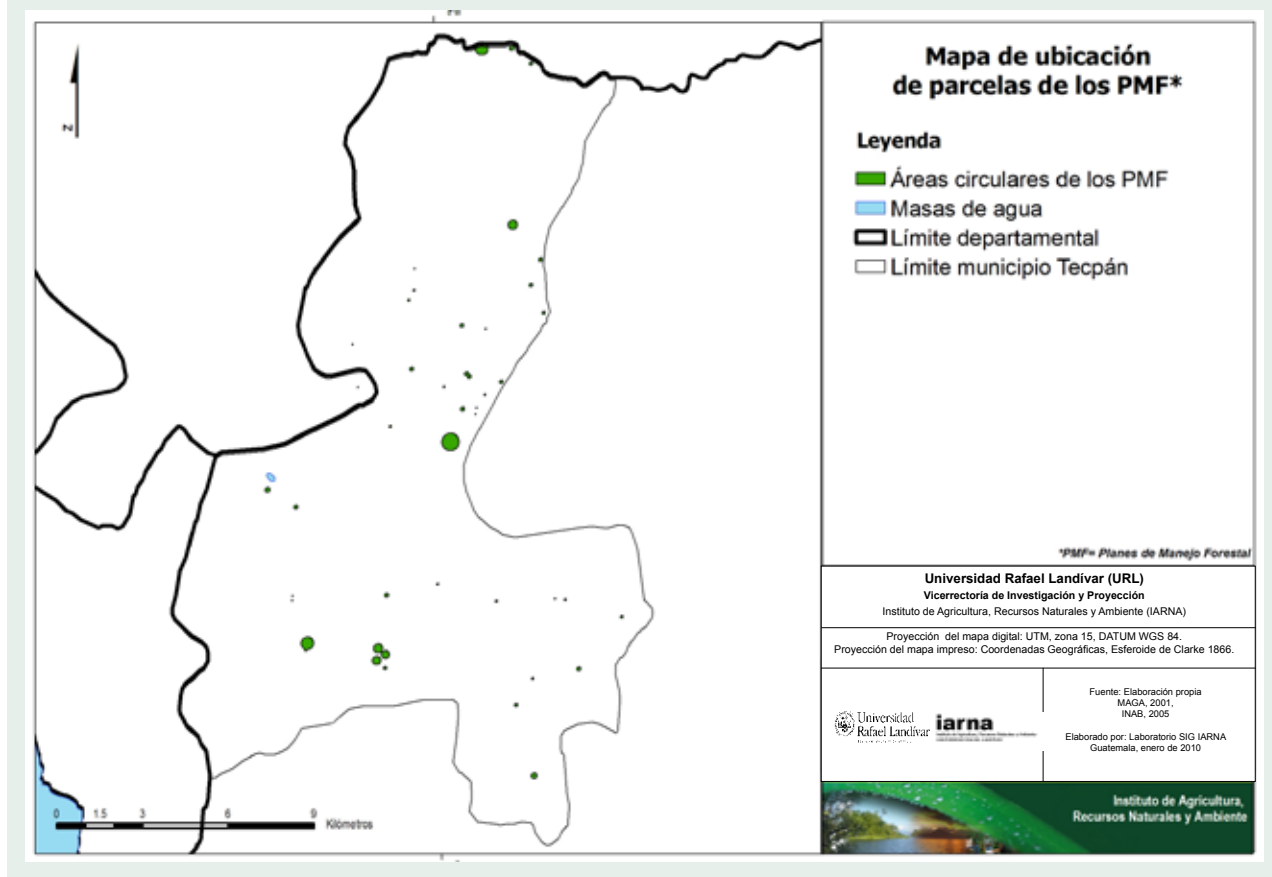 Mapa de ubicación
de parcelas de los PMF*
Leyenda
Áreas circulares de los PMF
Masas de agua
Límite departamental
Límite municipio Tecpán
*PMF= Planes de Manejo Forestal
Universidad Rafael Landívar (URL)
Vicerrectoría de Investigación y Proyección
Instituto de Agricultura, Recursos Naturales y Ambiente (IARNA)
Proyección del mapa digital: UTM, zona 15, DATUM WGS 84.
Proyección del mapa impreso: Coordenadas Geográficas, Esferoide de Clarke 1866.
Universidad
Rafael Landívar
iarna
Fuente: Elaboración propia
MAGA, 2001,
INAB, 2005
Elaborado por: Laboratorio SIG IARNA
Guatemala, enero de 2010
Instituto de Agricultura,
Recursos Naturales y Ambiente
N
0 1.5 3 6 9
Kilómetros